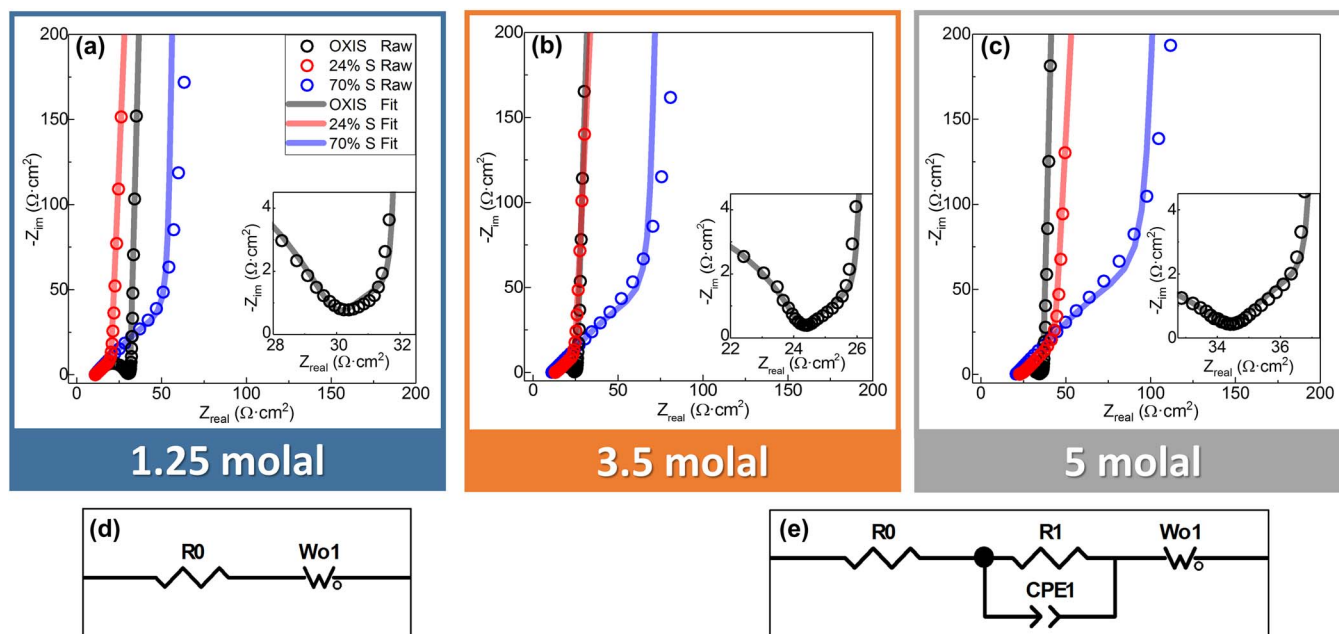 (a)
200
150
100
50
0
-Z_im (Ω·cm²)
0 50 100 150 200
Z_real (Ω·cm²)
OXIS Raw
24% S Raw
70% S Raw
OXIS Fit
24% S Fit
70% S Fit
4
2
0
-Z_im (Ω·cm²)
28 30 32
Z_real (Ω·cm²)
1.25 molal
(b)
200
150
100
50
0
-Z_im (Ω·cm²)
0 50 100 150 200
Z_real (Ω·cm²)
4
2
0
-Z_im (Ω·cm²)
22 24 26
Z_real (Ω·cm²)
3.5 molal
(c)
200
150
100
50
0
-Z_im (Ω·cm²)
0 50 100 150 200
Z_real (Ω·cm²)
4
2
0
-Z_im (Ω·cm²)
34 36
Z_real (Ω·cm²)
5 molal
(d)
R0 Wo1
(e)
R0 R1 Wo1
CPE1